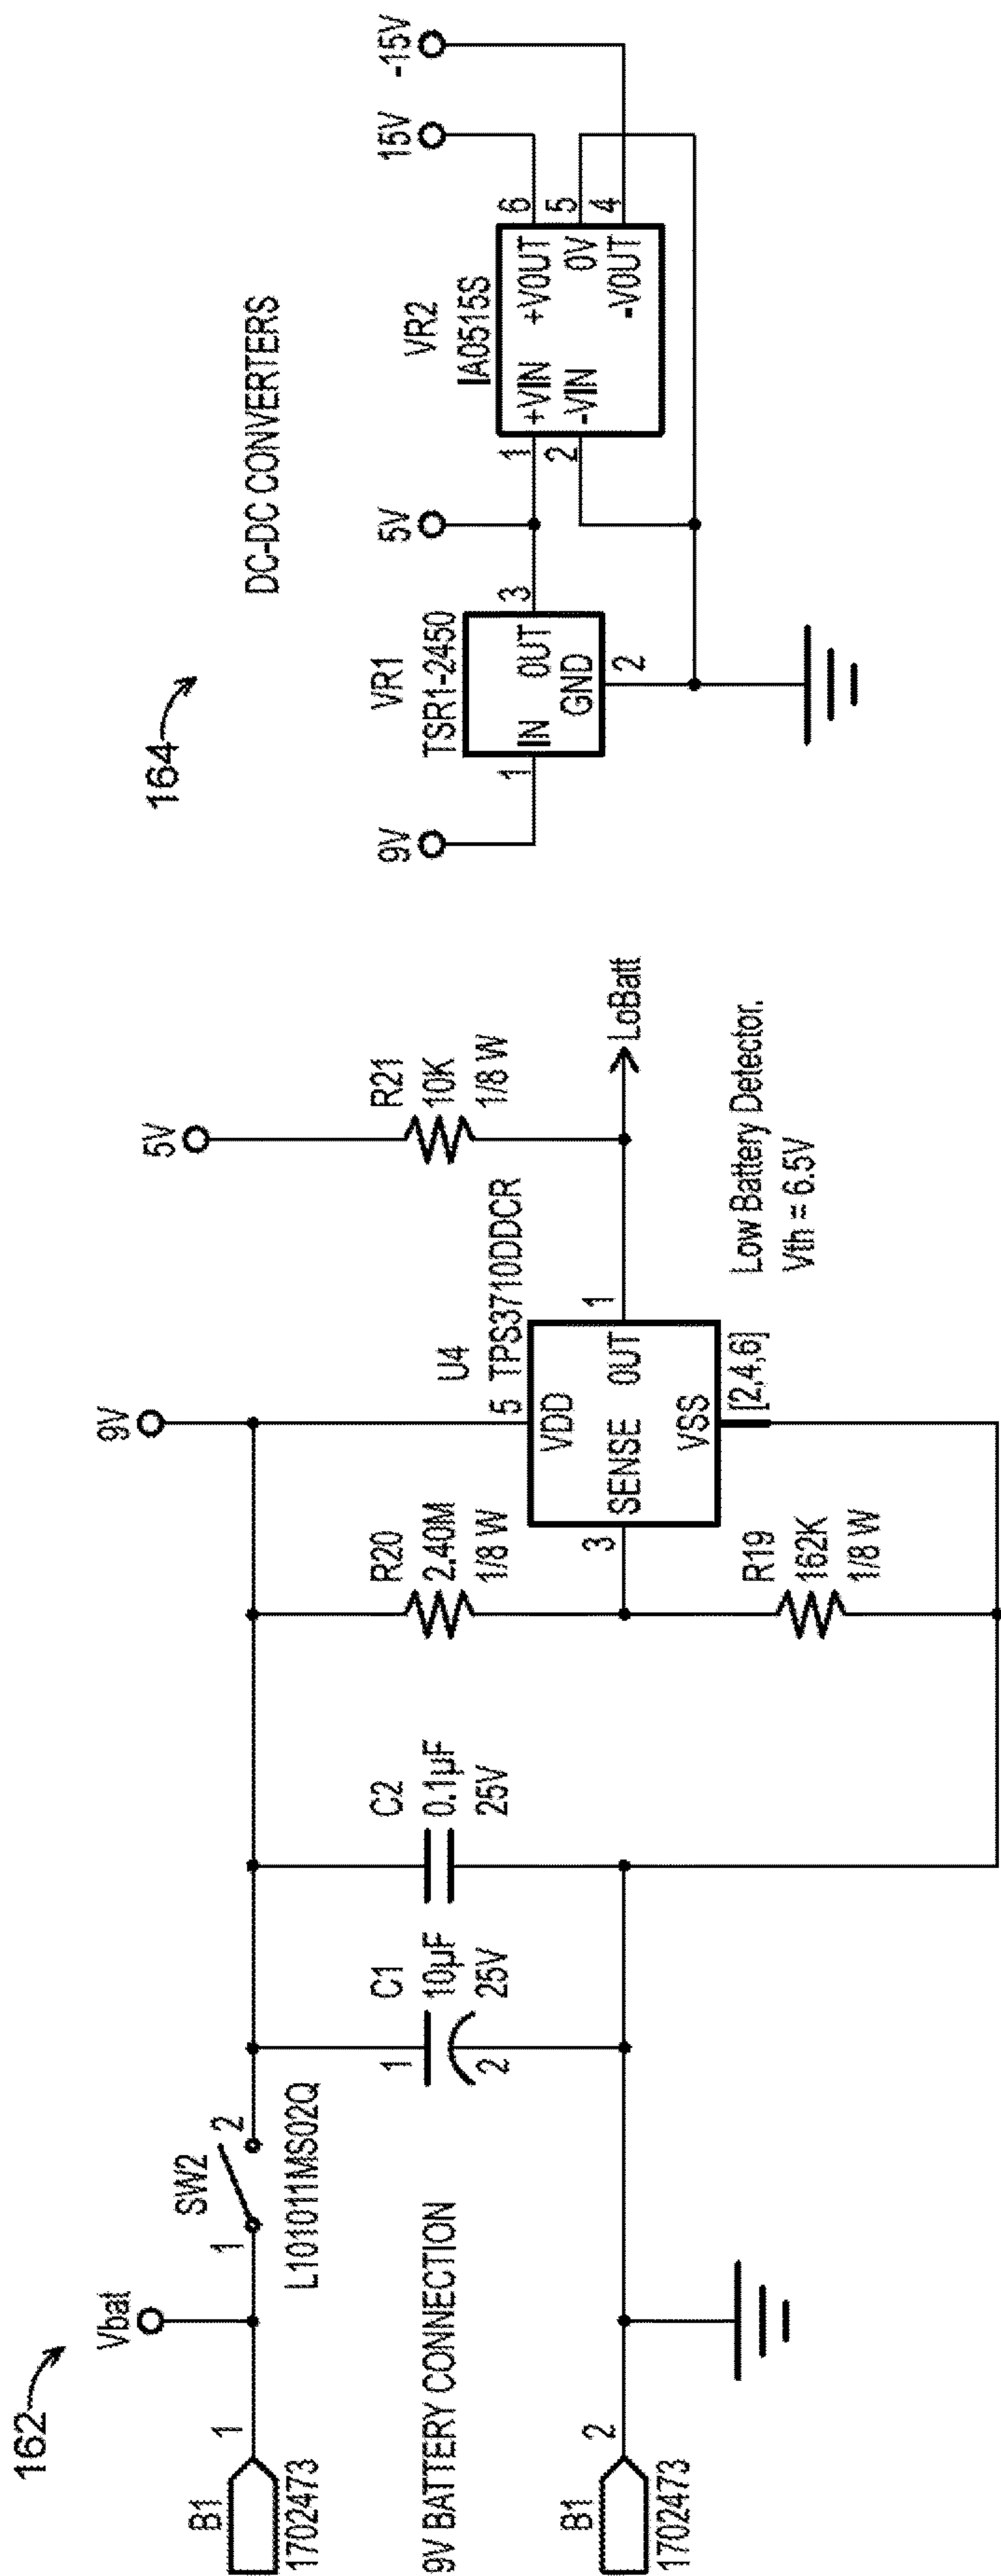 162
Vbat
B1
1702473
1
SW2
1
2
L101011MS02Q
9V BATTERY CONNECTION
B1
1702473
2
C1
10µF
25V
1
2
C2
0.1µF
25V
9V
R20
2.40M
1/8 W
R19
162K
1/8 W
U4
TPS3710DDCR
5
VDD
SENSE
OUT
VSS
3
1
[2,4,6]
5V
R21
10K
1/8 W
LoBatt
Low Battery Detector.
Vth = 6.5V
164
DC-DC CONVERTERS
9V
VR1
TSR1-2450
1
IN
OUT
GND
3
2
5V
VR2
IA0515S
1
2
+VIN
-VIN
+VOUT
0V
-VOUT
6
5
4
15V
-15V